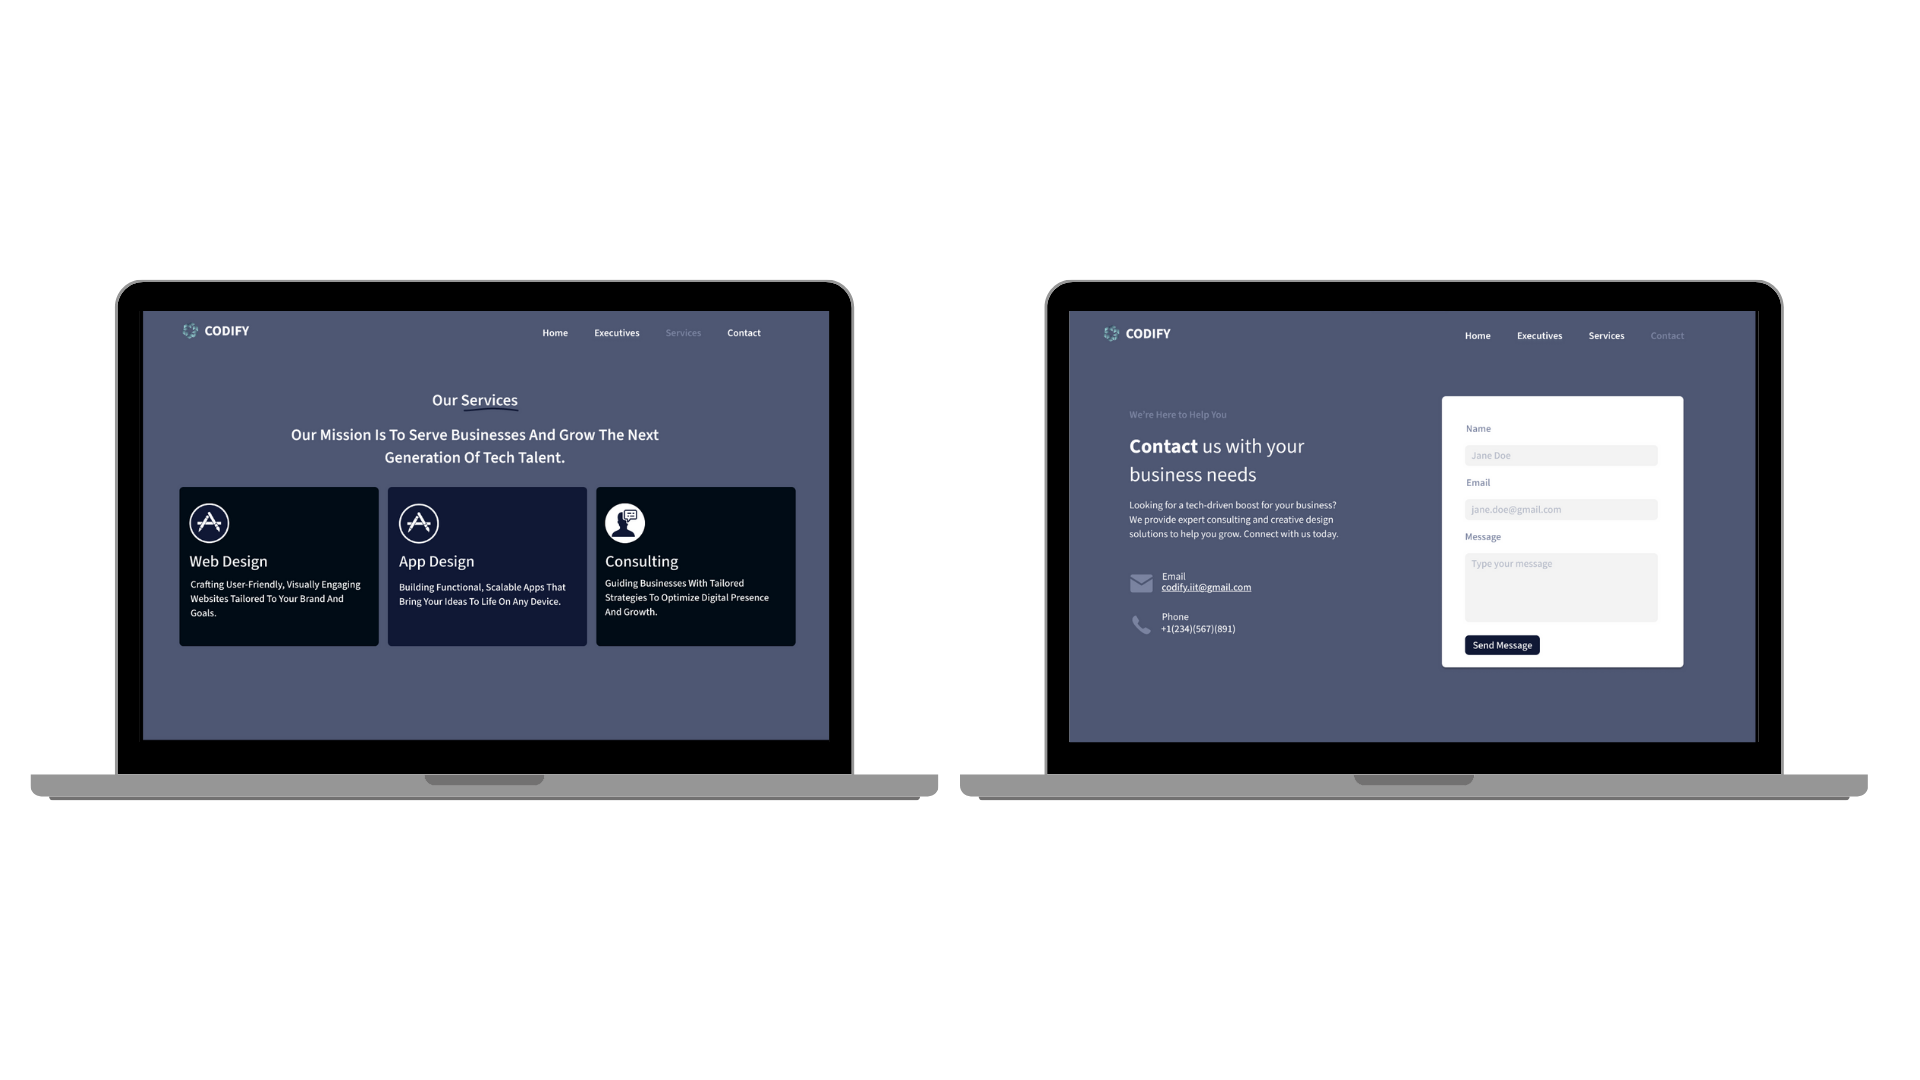 CODIFY
Home Executives Services Contact
Our Services
Our Mission Is To Serve Businesses And Grow The Next
Generation Of Tech Talent.
Web Design
Crafting User-Friendly, Visually Engaging
Websites Tailored To Your Brand And
Goals.
App Design
Building Functional, Scalable Apps That
Bring Your Ideas To Life On Any Device.
Consulting
Guiding Businesses With Tailored
Strategies To Optimize Digital Presence
And Growth.
CODIFY
Home Executives Services Contact
We're Here to Help You
Contact us with your
business needs
Looking for a tech-driven boost for your business?
We provide expert consulting and creative design
solutions to help you grow. Connect with us today.
Email
codify.iit@gmail.com
Phone
+1(234)(567)(891)
Name
Jane Doe
Email
jane.doe@gmail.com
Message
Type your message
Send Message